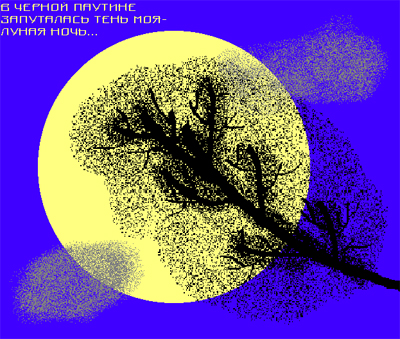 В ЧЕРНОЙ ПАУТИНЕ
ЗАПУТАЛАСЬ ТЕНЬ МОЯ-
ЛУНАЯ НОЧЬ...